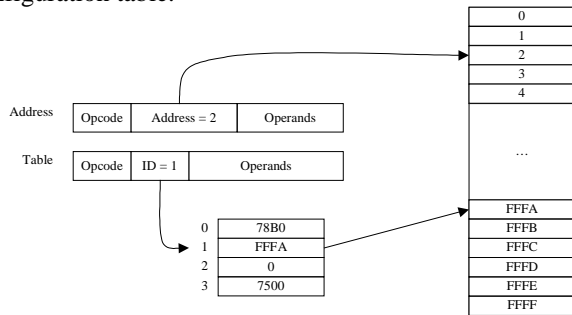 figuration table.
0
1
2
3
4
…
FFFA
FFFB
FFFC
FFFD
FFFE
FFFF
Address Opcode Address = 2 Operands
Table Opcode ID = 1 Operands
0 78B0
1 FFFA
2 0
3 7500